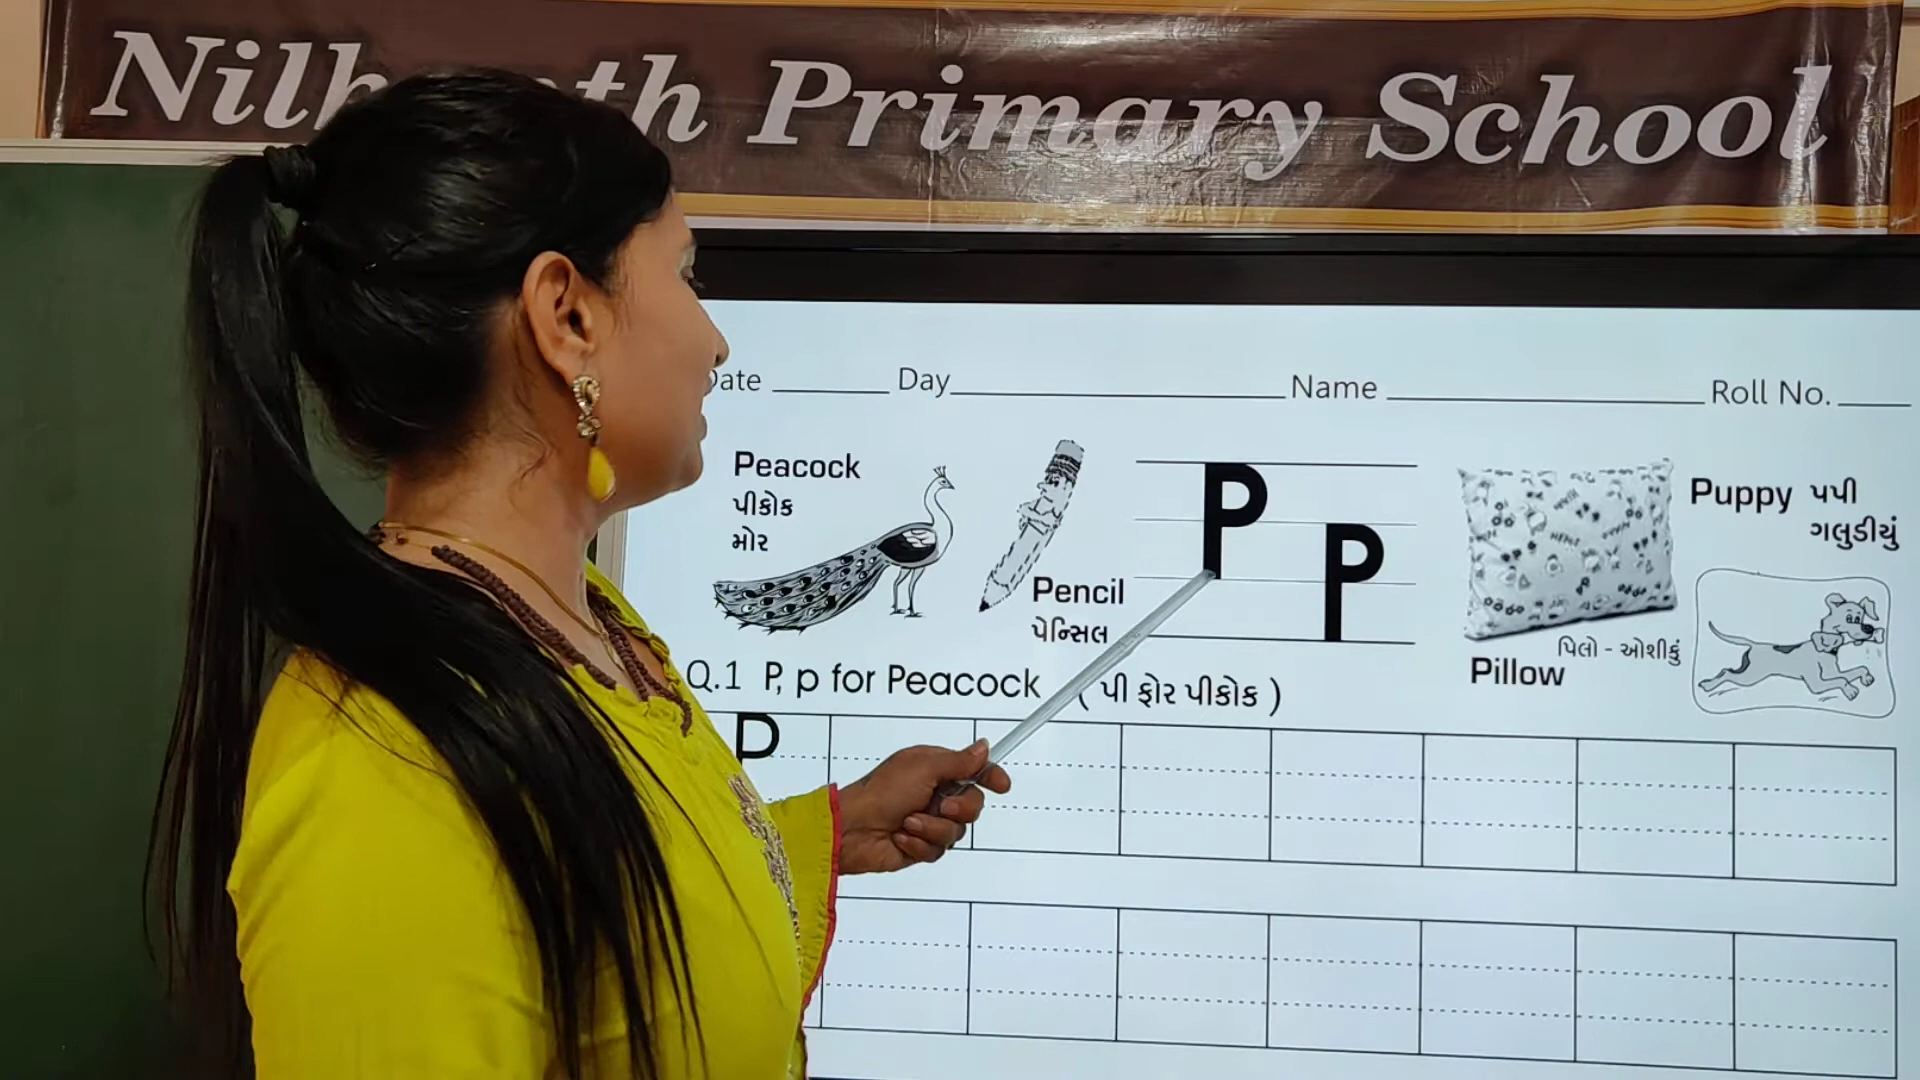 Primary School
Date Day Name Roll No.
Peacock
પીકોક
મોર
Pencil
પેન્સિલ
P
P
Pillow
પિલો - ઓશીકું
Puppy પપી
ગલુડીયું
Q.1 P, p for Peacock ( પી ફોર પીકોક )
P